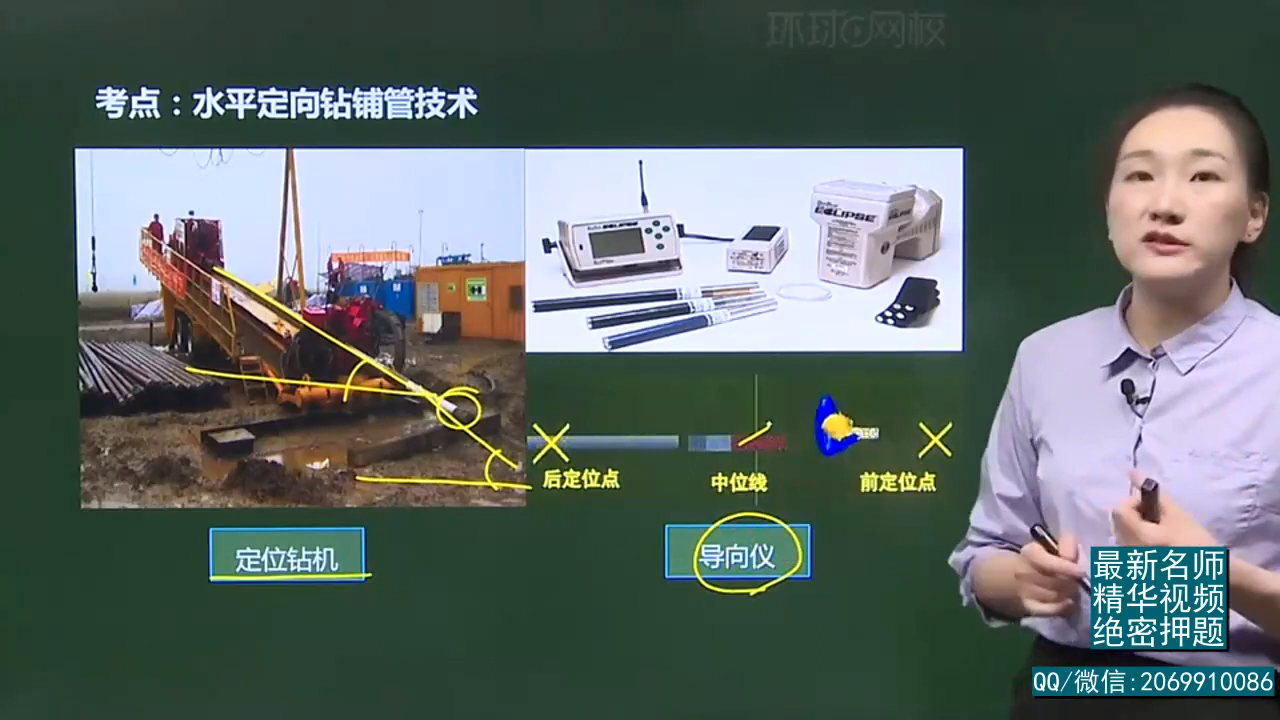 环球网校
考点：水平定向钻铺管技术
ECLIPSE
ECLIPSE
后定位点
中位线
前定位点
定位钻机
导向仪
最新名师
精华视频
绝密押题
QQ/微信:2069910086